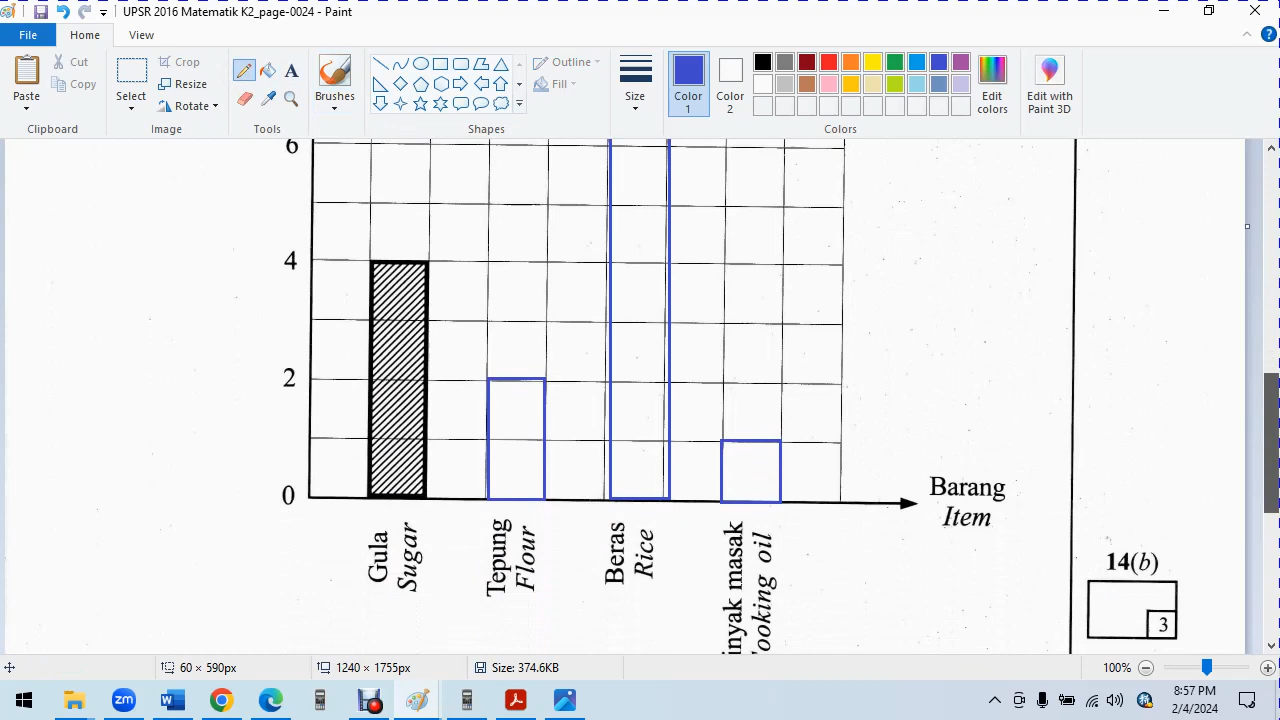 UPSR 2016 Matematik K2_page-0024 - Paint
File Home View
Paste Cut Copy Clipboard
Select Crop Resize Rotate Image
Tools
Brushes
Outline Fill Shapes
Size
Color 1
Color 2
Edit colors
Colors
Edit with Paint 3D
6
4
2
0
Barang
Item
Gula
Sugar
Tepung
Flour
Beras
Rice
inyak masak
ooking oil
14(b)
3
60 × 590px
1240 × 1755px
Size: 374.6KB
100%
zm
8:57 PM
2/4/2024